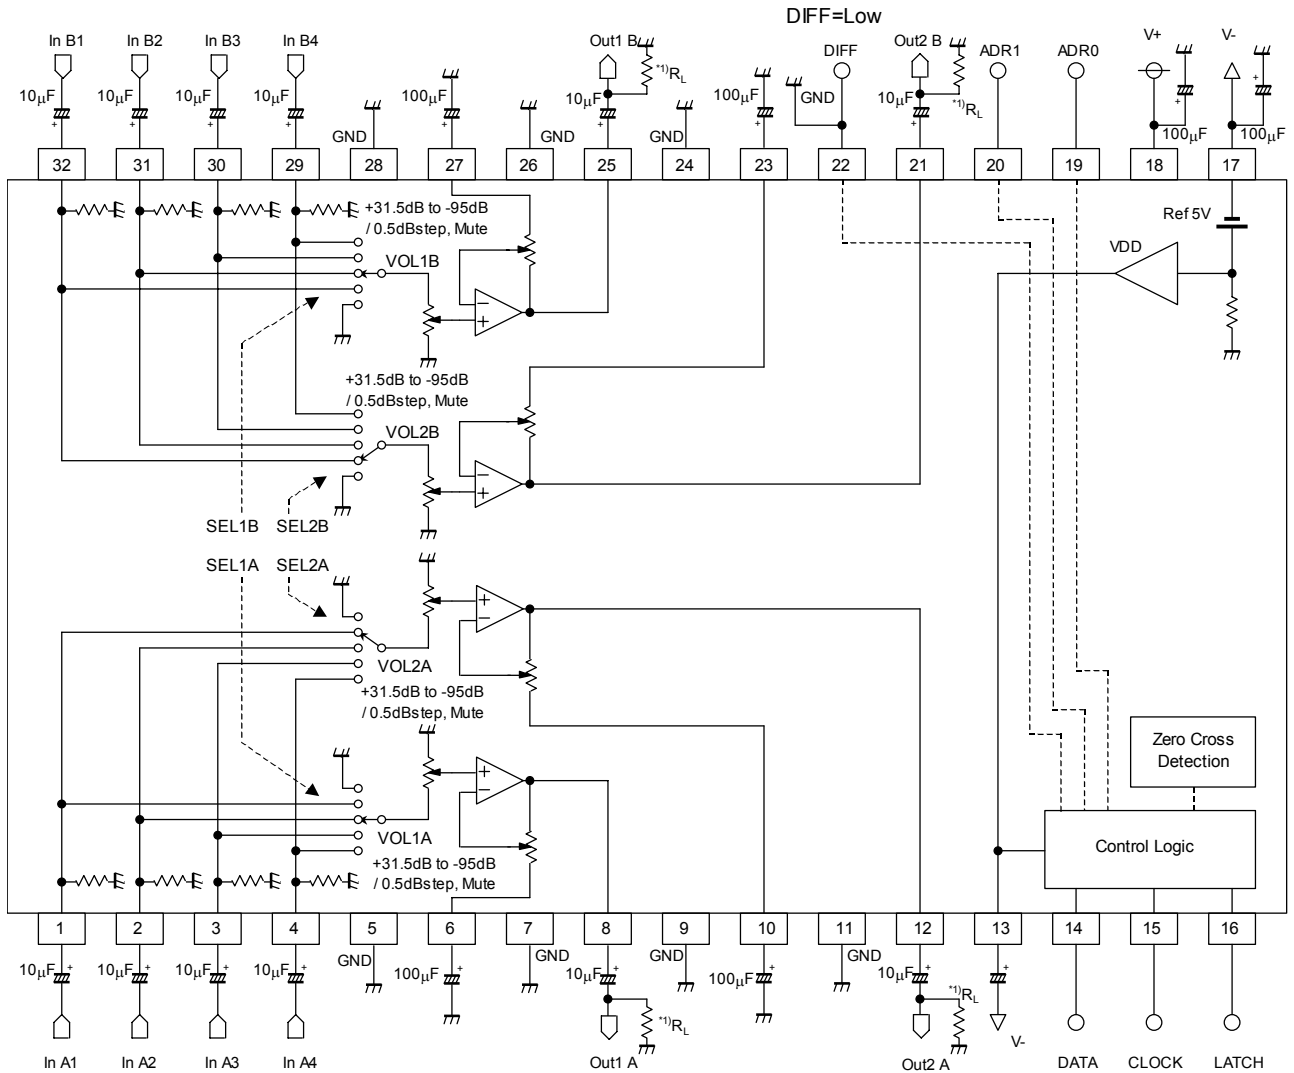 DIFF=Low
In B1
In B2
In B3
In B4
Out1 B
*1)RL
DIFF
Out2 B
*1)RL
ADR1
ADR0
V+
V-
10μF
10μF
10μF
10μF
GND
100μF
GND
10μF
GND
100μF
GND
10μF
100μF
100μF
32
31
30
29
28
27
26
25
24
23
22
21
20
19
18
17
+31.5dB to -95dB
/ 0.5dBstep, Mute
VOL1B
Ref 5V
VDD
+31.5dB to -95dB
/ 0.5dBstep, Mute
VOL2B
SEL1B
SEL2B
SEL1A
SEL2A
VOL2A
+31.5dB to -95dB
/ 0.5dBstep, Mute
Zero Cross
Detection
VOL1A
+31.5dB to -95dB
/ 0.5dBstep, Mute
Control Logic
1
2
3
4
5
6
7
8
9
10
11
12
13
14
15
16
10μF
10μF
10μF
10μF
GND
100μF
GND
10μF
GND
100μF
GND
10μF
*1)RL
*1)RL
V-
In A1
In A2
In A3
In A4
Out1 A
Out2 A
DATA
CLOCK
LATCH